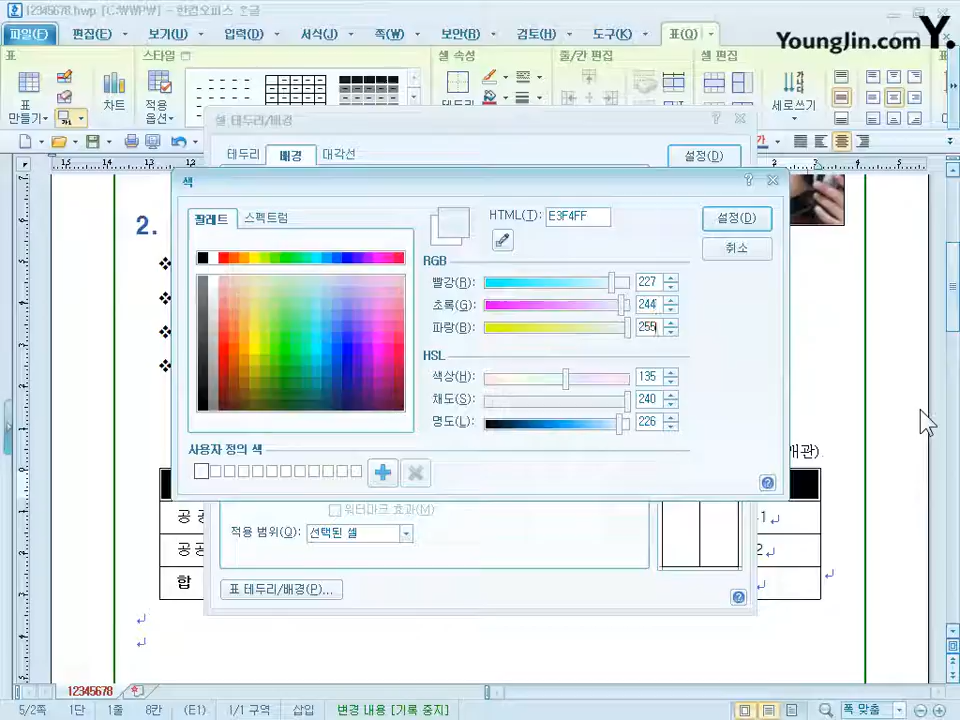 12345678.hwp [C:\WWPW] - 한컴오피스 한글
YoungJin.com Y.
파일(F) 편집(E) 보기(U) 입력(D) 서식(J) 쪽(W) 보안(R) 검토(H) 도구(K) 표(Q)
표 스타일 셀 속성 줄/칸 편집 셀 편집
표 만들기 차트 적용 옵션 테두리 세로쓰기
셀 테두리/배경
테두리 배경 대각선 설정(D)
색
팔레트 스펙트럼 HTML(T): E3F4FF 설정(D)
취소
2.
RGB
빨강(R): 227
초록(G): 244
파랑(B): 255
HSL
색상(H): 135
채도(S): 240
명도(L): 226
사용자 정의 색
개관)
워터마크 효과(M)
공 공
적용 범위(O): 선택된 셀
공공
합
표 테두리/배경(P)...
12345678
5/2쪽 1단 1줄 8칸 (E1) 1/1 구역 삽입 변경 내용 [기록 중지] 폭 맞춤